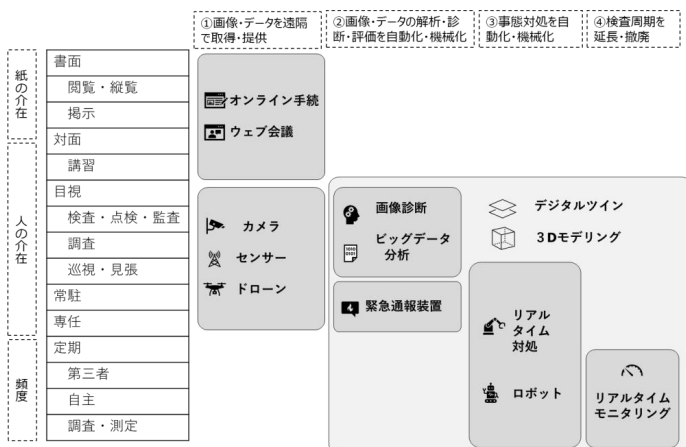 ①画像・データを遠隔
で取得・提供
②画像・データの解析・診
断・評価を自動化・機械化
③事態対処を自
動化・機械化
④検査周期を
延長・撤廃
紙の介在
人の介在
頻度
書面
閲覧・縦覧
掲示
対面
講習
目視
検査・点検・監査
調査
巡視・見張
常駐
専任
定期
第三者
自主
調査・測定
オンライン手続
ウェブ会議
カメラ
センサー
ドローン
画像診断
ビッグデータ
分析
1010
0101
緊急通報装置
デジタルツイン
3Dモデリング
リアル
タイム
対処
ロボット
リアルタイム
モニタリング